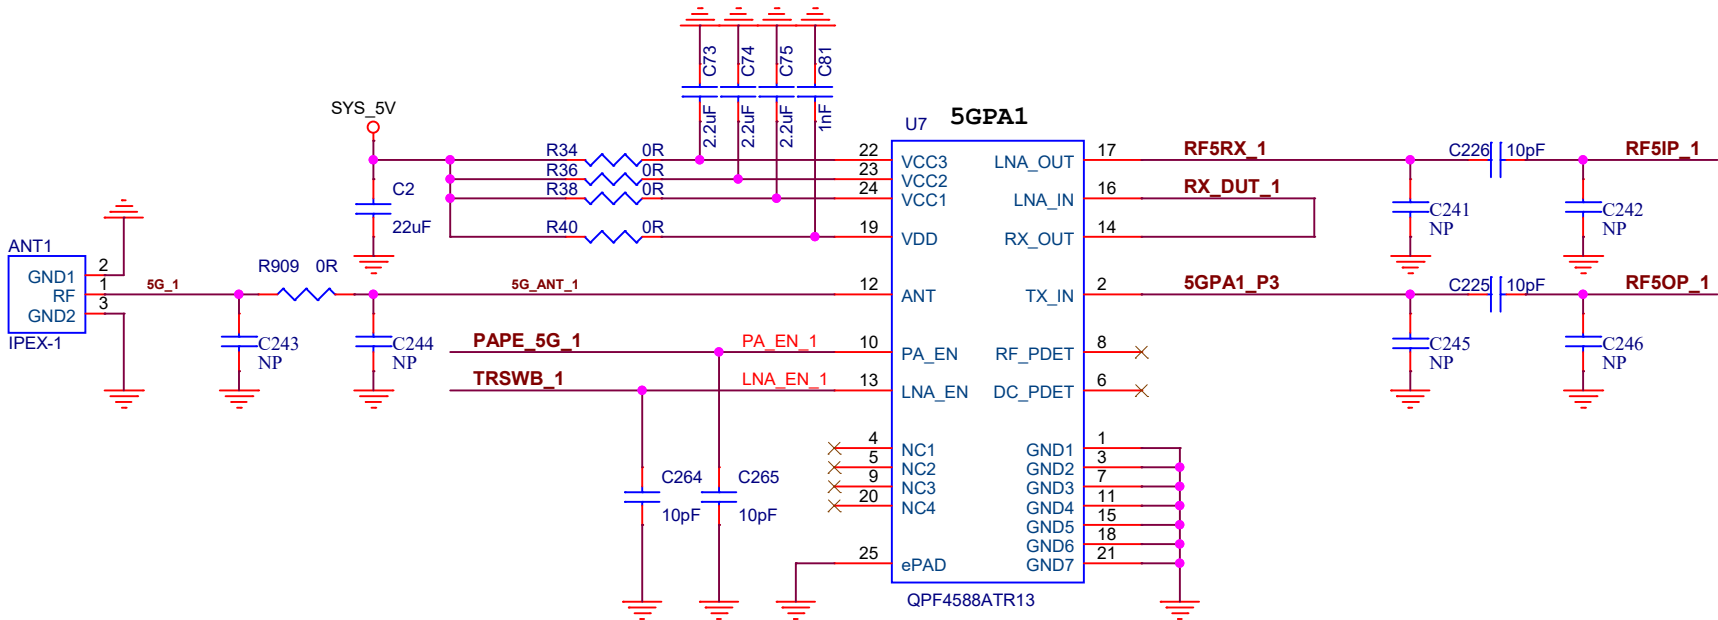 C73
C74
C75
C81
2.2uF
2.2uF
2.2uF
1nF
SYS_5V
C2
22uF
R34 0R
R36 0R
R38 0R
R40 0R
ANT1
GND1 2
RF 1
GND2 3
IPEX-1
5G_1
R909 0R
5G_ANT_1
C243
NP
C244
NP
PAPE_5G_1 PA_EN_1
TRSWB_1 LNA_EN_1
C264
10pF
C265
10pF
U7 5GPA1
22 VCC3
23 VCC2
24 VCC1
19 VDD
12 ANT
10 PA_EN
13 LNA_EN
4 NC1
5 NC2
9 NC3
20 NC4
25 ePAD
LNA_OUT 17
LNA_IN 16
RX_OUT 14
TX_IN 2
RF_PDET 8
DC_PDET 6
GND1 1
GND2 3
GND3 7
GND4 11
GND5 15
GND6 18
GND7 21
QPF4588ATR13
RF5RX_1
RX_DUT_1
5GPA1_P3
C226 10pF
RF5IP_1
C241
NP
C242
NP
C225 10pF
RF5OP_1
C245
NP
C246
NP